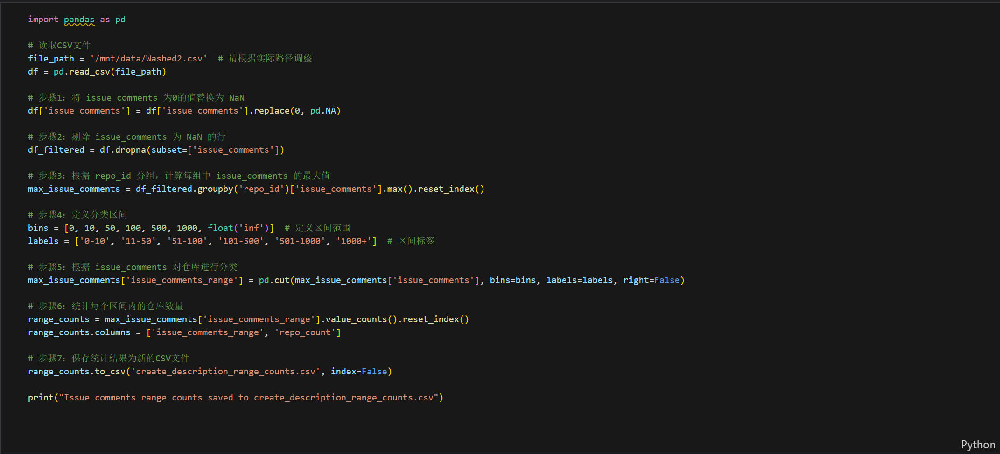 import pandas as pd
# 读取CSV文件
file_path = '/mnt/data/Washed2.csv'  # 请根据实际路径调整
df = pd.read_csv(file_path)
# 步骤1：将 issue_comments 为0的值替换为 NaN
df['issue_comments'] = df['issue_comments'].replace(0, pd.NA)
# 步骤2：剔除 issue_comments 为 NaN 的行
df_filtered = df.dropna(subset=['issue_comments'])
# 步骤3：根据 repo_id 分组，计算每组中 issue_comments 的最大值
max_issue_comments = df_filtered.groupby('repo_id')['issue_comments'].max().reset_index()
# 步骤4：定义分类区间
bins = [0, 10, 50, 100, 500, 1000, float('inf')]  # 定义区间范围
labels = ['0-10', '11-50', '51-100', '101-500', '501-1000', '1000+']  # 区间标签
# 步骤5：根据 issue_comments 对仓库进行分类
max_issue_comments['issue_comments_range'] = pd.cut(max_issue_comments['issue_comments'], bins=bins, labels=labels, right=False)
# 步骤6：统计每个区间内的仓库数量
range_counts = max_issue_comments['issue_comments_range'].value_counts().reset_index()
range_counts.columns = ['issue_comments_range', 'repo_count']
# 步骤7：保存统计结果为新的CSV文件
range_counts.to_csv('create_description_range_counts.csv', index=False)
print("Issue comments range counts saved to create_description_range_counts.csv")
Python